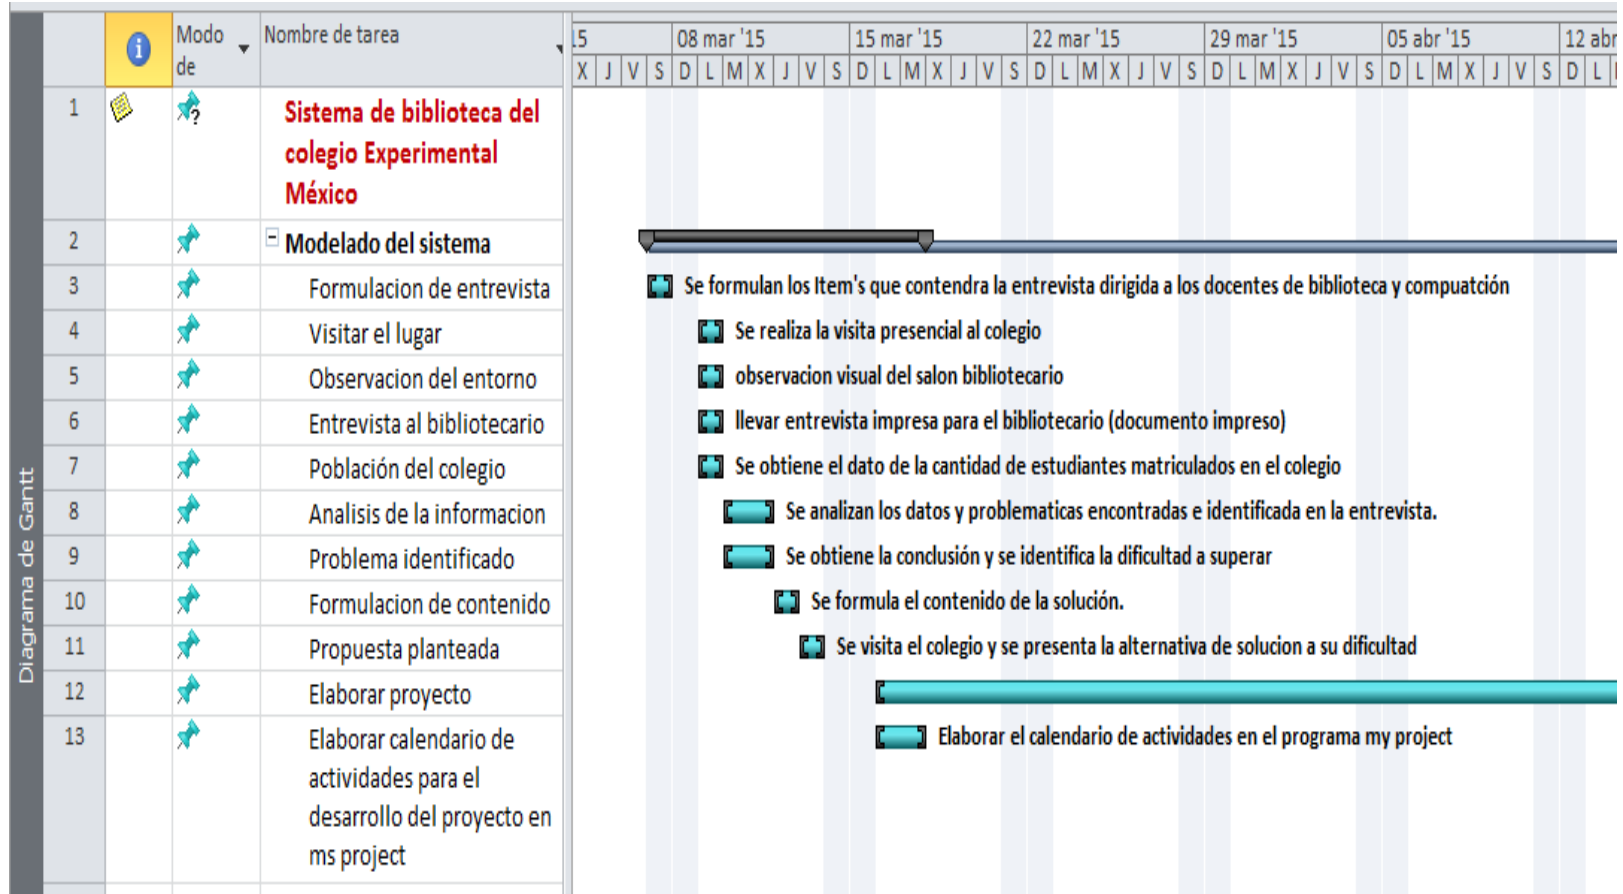 Modo de
Nombre de tarea
15
08 mar '15
15 mar '15
22 mar '15
29 mar '15
05 abr '15
12 abr
X J V S D L M X J V S D L M X J V S D L M X J V S D L M X J V S D L M X J V S D L
Diagrama de Gantt
1
Sistema de biblioteca del
colegio Experimental
México
2 Modelado del sistema
3 Formulacion de entrevista Se formulan los Item's que contendra la entrevista dirigida a los docentes de biblioteca y compuatción
4 Visitar el lugar Se realiza la visita presencial al colegio
5 Observacion del entorno observacion visual del salon bibliotecario
6 Entrevista al bibliotecario llevar entrevista impresa para el bibliotecario (documento impreso)
7 Población del colegio Se obtiene el dato de la cantidad de estudiantes matriculados en el colegio
8 Analisis de la informacion Se analizan los datos y problematicas encontradas e identificada en la entrevista.
9 Problema identificado Se obtiene la conclusión y se identifica la dificultad a superar
10 Formulacion de contenido Se formula el contenido de la solución.
11 Propuesta planteada Se visita el colegio y se presenta la alternativa de solucion a su dificultad
12 Elaborar proyecto
13 Elaborar calendario de Elaborar el calendario de actividades en el programa my project
actividades para el
desarrollo del proyecto en
ms project